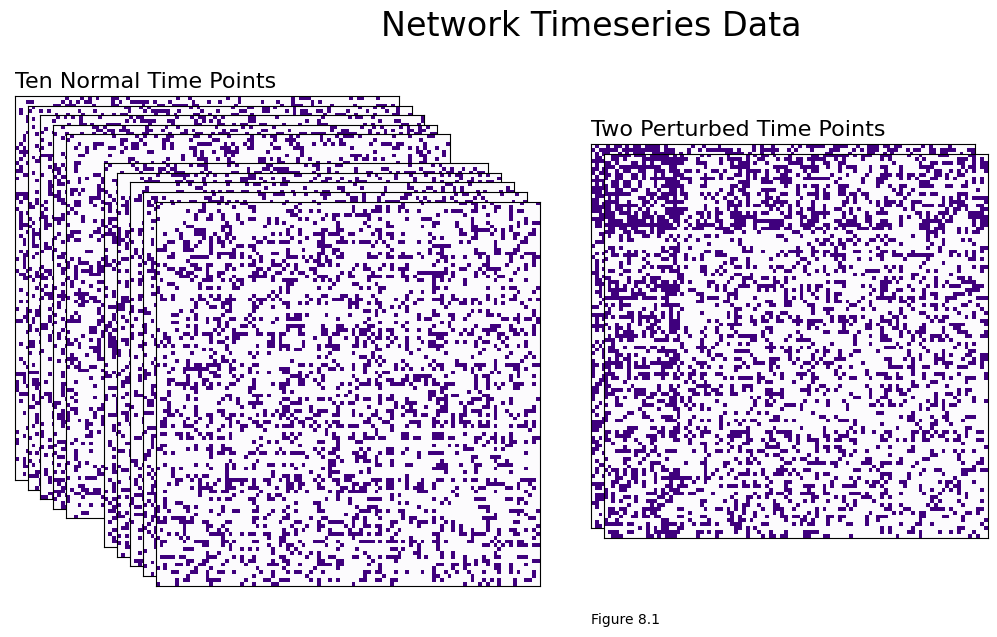 Network Timeseries Data
Ten Normal Time Points
Two Perturbed Time Points
Figure 8.1